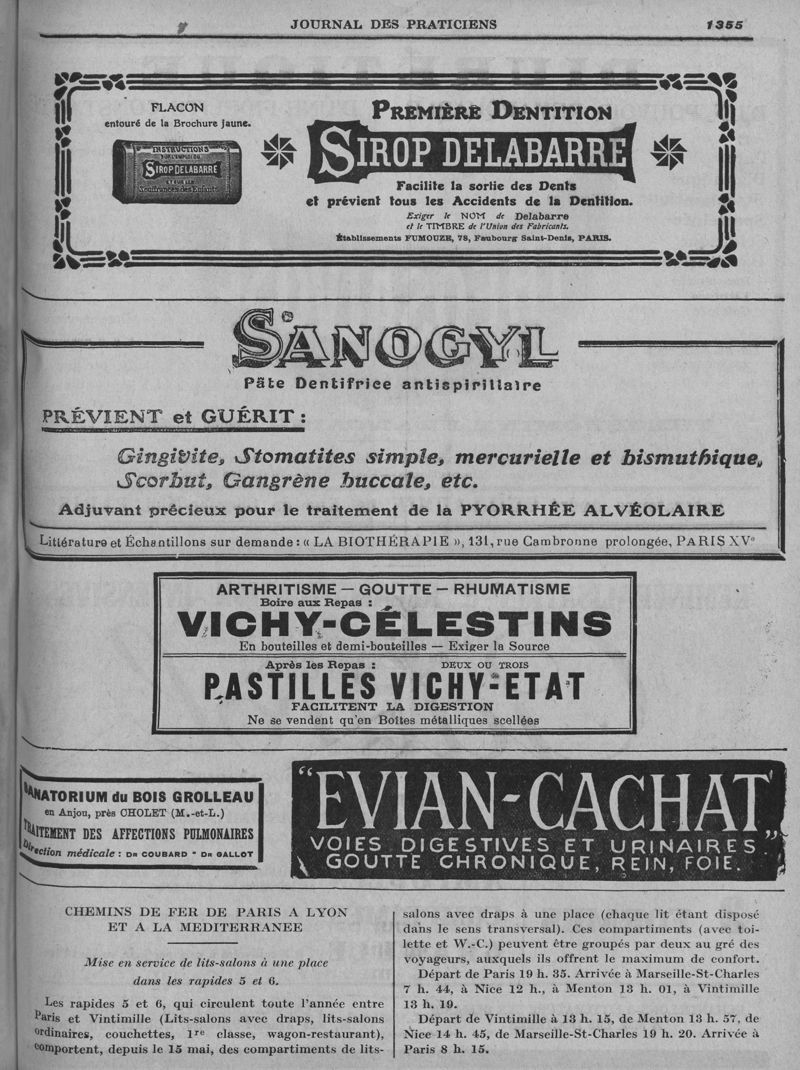 JOURNAL DES PRATICIENS 1355
FLACON
entouré de la Brochure jaune.
INSTRUCTIONS
SUR L'EMPLOI DU
SIROP DELABARRE
ET SUR LES
Souffrances des Enfants
PREMIÈRE DENTITION
SIROP DELABARRE
Facilite la sortie des Dents
et prévient tous les Accidents de la Dentition.
Exiger le NOM de Delabarre
et le TIMBRE de l'Union des Fabricants.
Établissements FUMOUZE, 78, Faubourg Saint-Denis, PARIS.
SANOGYL
Pâte Dentifrice antispirillaire
PRÉVIENT et GUÉRIT :
Gingivite, Stomatites simple, mercurielle et bismuthique,
Scorbut, Gangrène buccale, etc.
Adjuvant précieux pour le traitement de la PYORRHÉE ALVÉOLAIRE
Littérature et Échantillons sur demande : « LA BIOTHÉRAPIE », 131, rue Cambronne prolongée, PARIS XVe
ARTHRITISME — GOUTTE — RHUMATISME
Boire aux Repas :
VICHY-CÉLESTINS
En bouteilles et demi-bouteilles — Exiger la Source
Après les Repas : DEUX OU TROIS
PASTILLES VICHY-ETAT
FACILITENT LA DIGESTION
Ne se vendent qu'en Boîtes métalliques scellées
SANATORIUM du BOIS GROLLEAU
en Anjou, près CHOLET (M.-et-L.)
TRAITEMENT DES AFFECTIONS PULMONAIRES
Direction médicale : Dr COUBARD - Dr GALLOT
"EVIAN-CACHAT"
VOIES DIGESTIVES ET URINAIRES
GOUTTE CHRONIQUE, REIN, FOIE.
CHEMINS DE FER DE PARIS A LYON
ET A LA MEDITERRANEE
Mise en service de lits-salons à une place
dans les rapides 5 et 6.
Les rapides 5 et 6, qui circulent toute l'année entre
Paris et Vintimille (Lits-salons avec draps, lits-salons
ordinaires, couchettes, 1re classe, wagon-restaurant),
comportent, depuis le 15 mai, des compartiments de lits-
salons avec draps à une place (chaque lit étant disposé
dans le sens transversal). Ces compartiments (avec toi-
lette et W.-C.) peuvent être groupés par deux au gré des
voyageurs, auxquels ils offrent le maximum de confort.
Départ de Paris 19 h. 35. Arrivée à Marseille-St-Charles
7 h. 44, à Nice 12 h., à Menton 13 h. 01, à Vintimille
13 h. 19.
Départ de Vintimille à 13 h. 15, de Menton 13 h. 57, de
Nice 14 h. 45, de Marseille-St-Charles 19 h. 20. Arrivée à
Paris 8 h. 15.